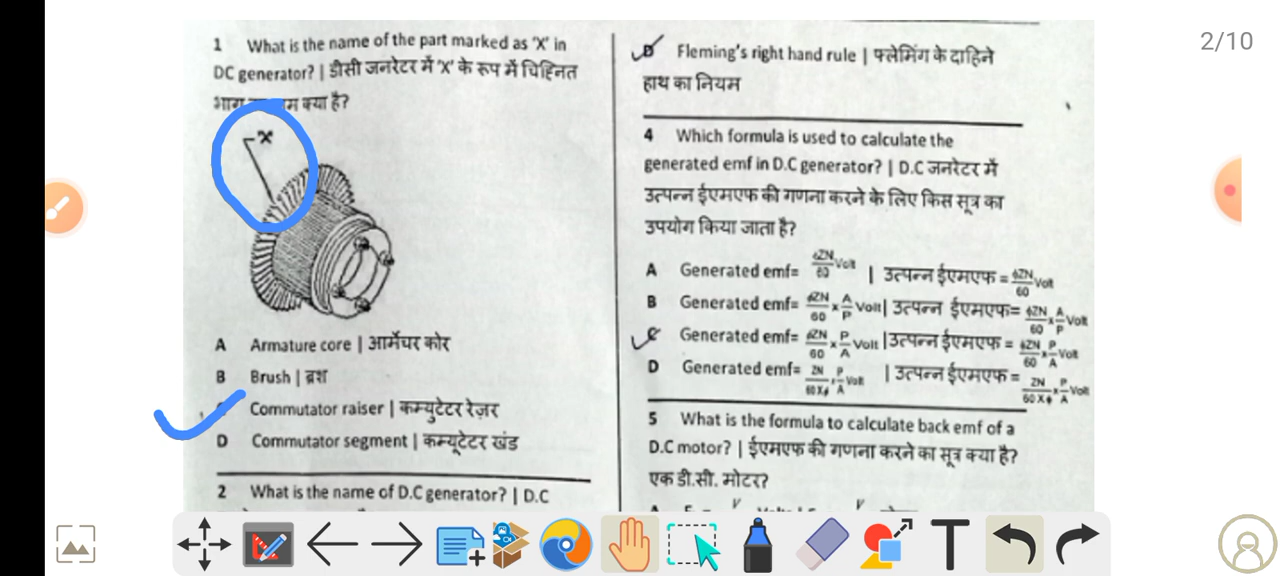 2/10
1 What is the name of the part marked as 'X' in
DC generator? | डीसी जनरेटर में 'X' के रूप में चिह्नित
क्या है?
'X'
A Armature core | आर्मेचर कोर
B Brush | ब्रश
Commutator raiser | कम्युटेटर रेज़र
D Commutator segment | कम्यूटेटर खंड
2 What is the name of D.C generator? | D.C
D Fleming's right hand rule | फ्लेमिंग के दाहिने
हाथ का नियम
4 Which formula is used to calculate the
generated emf in D.C generator? | D.C जनरेटर में
उत्पन्न ईएमएफ की गणना करने के लिए किस सूत्र का
उपयोग किया जाता है?
A Generated emf= ϕZN/60 Volt | उत्पन्न ईएमएफ = ϕZN/60 Volt
B Generated emf= ϕZN/60 x A/P Volt | उत्पन्न ईएमएफ= ϕZN/60 x A/P Volt
C Generated emf= ϕZN/60 x P/A Volt | उत्पन्न ईएमएफ = ϕZN/60 x P/A Volt
D Generated emf= ZN/60Xϕ x P/A Volt | उत्पन्न ईएमएफ = ZN/60Xϕ x P/A Volt
5 What is the formula to calculate back emf of a
D.C motor? | ईएमएफ की गणना करने का सूत्र क्या है?
एक डी.सी. मोटर?
T